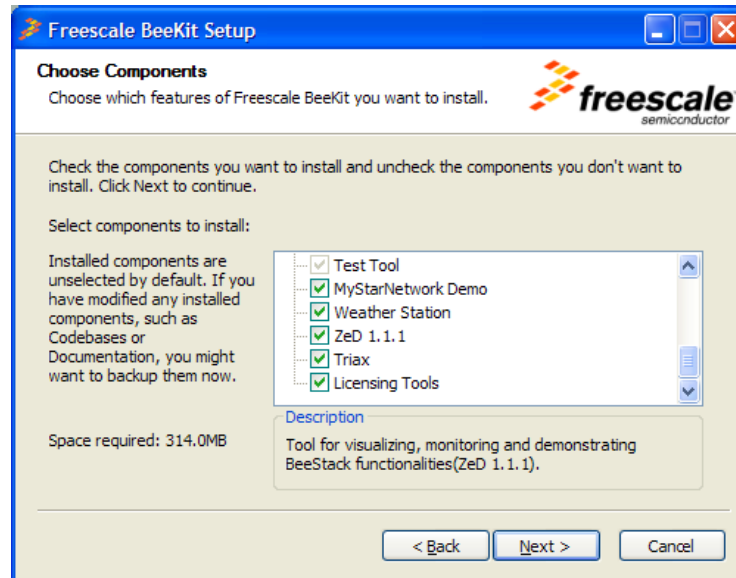 Freescale BeeKit Setup
Choose Components
Choose which features of Freescale BeeKit you want to install.
freescale
semiconductor
Check the components you want to install and uncheck the components you don't want to
install. Click Next to continue.
Select components to install:
Installed components are
unselected by default. If you
have modified any installed
components, such as
Codebases or
Documentation, you might
want to backup them now.
Test Tool
MyStarNetwork Demo
Weather Station
ZeD 1.1.1
Triax
Licensing Tools
Space required: 314.0MB
Description
Tool for visualizing, monitoring and demonstrating
BeeStack functionalities(ZeD 1.1.1).
< Back
Next >
Cancel